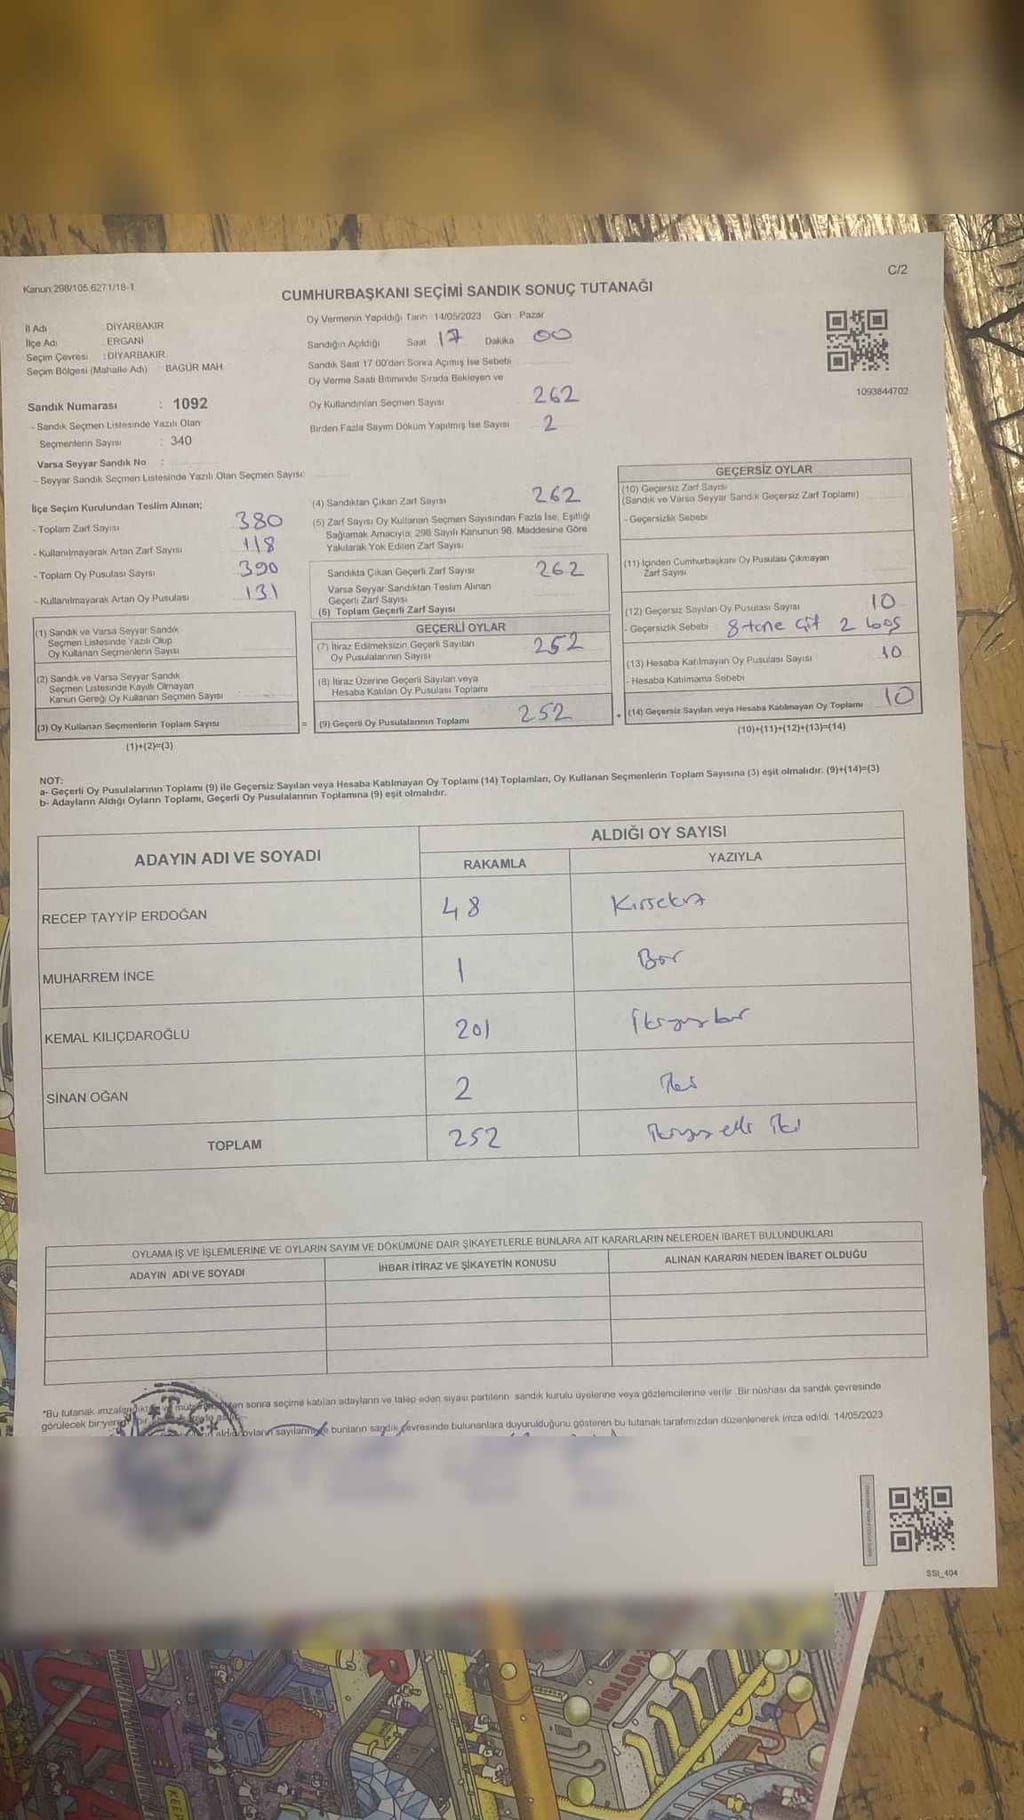 Kanun:298/105.6271/18-1
C/2
CUMHURBAŞKANI SEÇİMİ SANDIK SONUÇ TUTANAĞI
İl Adı DİYARBAKIR
İlçe Adı ERGANİ
Seçim Çevresi : DİYARBAKIR
Seçim Bölgesi (Mahalle Adı) BAGÜR MAH.
Sandık Numarası : 1092
- Sandık Seçmen Listesinde Yazılı Olan
Seçmenlerin Sayısı : 340
Varsa Seyyar Sandık No :
- Seyyar Sandık Seçmen Listesinde Yazılı Olan Seçmen Sayısı:
Oy Vermenin Yapıldığı Tarih : 14/05/2023 Gün : Pazar
Sandığın Açıldığı Saat 17 Dakika 00
Sandık Saat 17:00'den Sonra Açılmış İse Sebebi
Oy Verme Saati Bitiminde Sırada Bekleyen ve
Oy Kullandırılan Seçmen Sayısı 262
Birden Fazla Sayım Döküm Yapılmış İse Sayısı 2
1093844702
İlçe Seçim Kurulundan Teslim Alınan;
- Toplam Zarf Sayısı 380
- Kullanılmayarak Artan Zarf Sayısı 118
- Toplam Oy Pusulası Sayısı 390
- Kullanılmayarak Artan Oy Pusulası 131
(1) Sandık ve Varsa Seyyar Sandık
Seçmen Listesinde Yazılı Olup
Oy Kullanan Seçmenlerin Sayısı
(2) Sandık ve Varsa Seyyar Sandık
Seçmen Listesinde Kayıtlı Olmayan
Kanun Gereği Oy Kullanan Seçmen Sayısı
(3) Oy Kullanan Seçmenlerin Toplam Sayısı
(1)+(2)=(3)
(4) Sandıktan Çıkan Zarf Sayısı 262
(5) Zarf Sayısı Oy Kullanan Seçmen Sayısından Fazla İse, Eşitliği
Sağlamak Amacıyla; 298 Sayılı Kanunun 98. Maddesine Göre
Yakılarak Yok Edilen Zarf Sayısı
Sandıkta Çıkan Geçerli Zarf Sayısı 262
Varsa Seyyar Sandıktan Teslim Alınan
Geçerli Zarf Sayısı
(6) Toplam Geçerli Zarf Sayısı
GEÇERLİ OYLAR
(7) İtiraz Edilmeksizin Geçerli Sayılan
Oy Pusulalarının Sayısı 252
(8) İtiraz Üzerine Geçerli Sayılan veya
Hesaba Katılan Oy Pusulası Toplamı
= (9) Geçerli Oy Pusulalarının Toplamı 252 +
GEÇERSİZ OYLAR
(10) Geçersiz Zarf Sayısı
(Sandık ve Varsa Seyyar Sandık Geçersiz Zarf Toplamı)
- Geçersizlik Sebebi
(11) İçinden Cumhurbaşkanı Oy Pusulası Çıkmayan
Zarf Sayısı
(12) Geçersiz Sayılan Oy Pusulası Sayısı 10
- Geçersizlik Sebebi 8 tane çift 2 boş
(13) Hesaba Katılmayan Oy Pusulası Sayısı 10
- Hesaba Katılmama Sebebi
(14) Geçersiz Sayılan veya Hesaba Katılmayan Oy Toplamı 10
(10)+(11)+(12)+(13)=(14)
NOT:
a- Geçerli Oy Pusulalarının Toplamı (9) ile Geçersiz Sayılan veya Hesaba Katılmayan Oy Toplamı (14) Toplamları, Oy Kullanan Seçmenlerin Toplam Sayısına (3) eşit olmalıdır. (9)+(14)=(3)
b- Adayların Aldığı Oyların Toplamı, Geçerli Oy Pusulalarının Toplamına (9) eşit olmalıdır.
ADAYIN ADI VE SOYADI
ALDIĞI OY SAYISI
RAKAMLA YAZIYLA
RECEP TAYYİP ERDOĞAN 48 Kırsekız
MUHARREM İNCE 1 Bir
KEMAL KILIÇDAROĞLU 201 İkiyüzbir
SİNAN OĞAN 2 İki
TOPLAM 252 ikiyüzelli iki
OYLAMA İŞ VE İŞLEMLERİNE VE OYLARIN SAYIM VE DÖKÜMÜNE DAİR ŞİKAYETLERLE BUNLARA AİT KARARLARIN NELERDEN İBARET BULUNDUKLARI
ADAYIN ADI VE SOYADI İHBAR İTİRAZ VE ŞİKAYETİN KONUSU ALINAN KARARIN NEDEN İBARET OLDUĞU
*Bu tutanak imzalandıktan sonra seçime katılan adayların ve talep eden siyasi partilerin sandık kurulu üyelerine veya gözlemcilerine verilir. Bir nüshası da sandık çevresinde
görülecek bir yere
oyların sayılarını bunların sandık çevresinde bulunanlara duyurulduğunu gösteren bu tutanak tarafımızdan düzenlenerek imza edildi. 14/05/2023
SSI_404